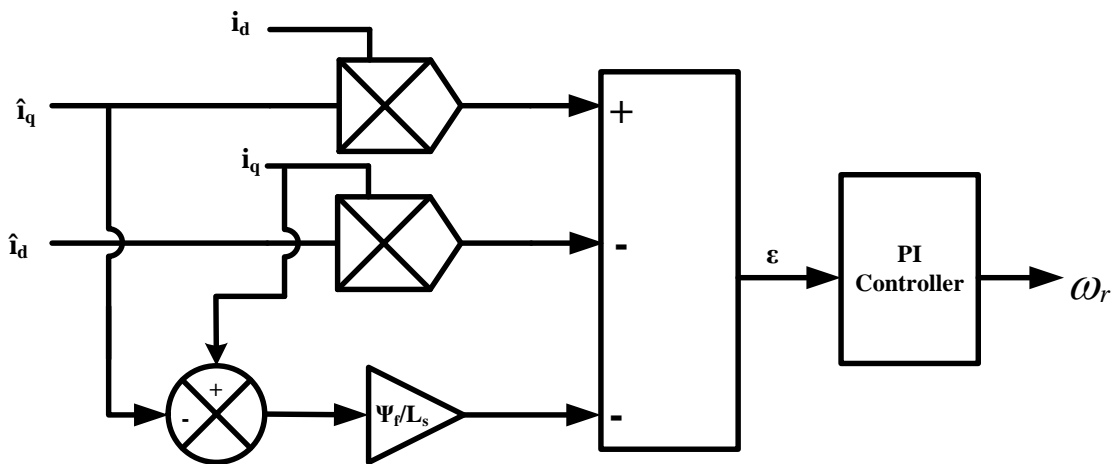 i_d
î_q
+
i_q
î_d
-
ε
PI
Controller
ω_r
+
-
Ψ_f/L_s
-